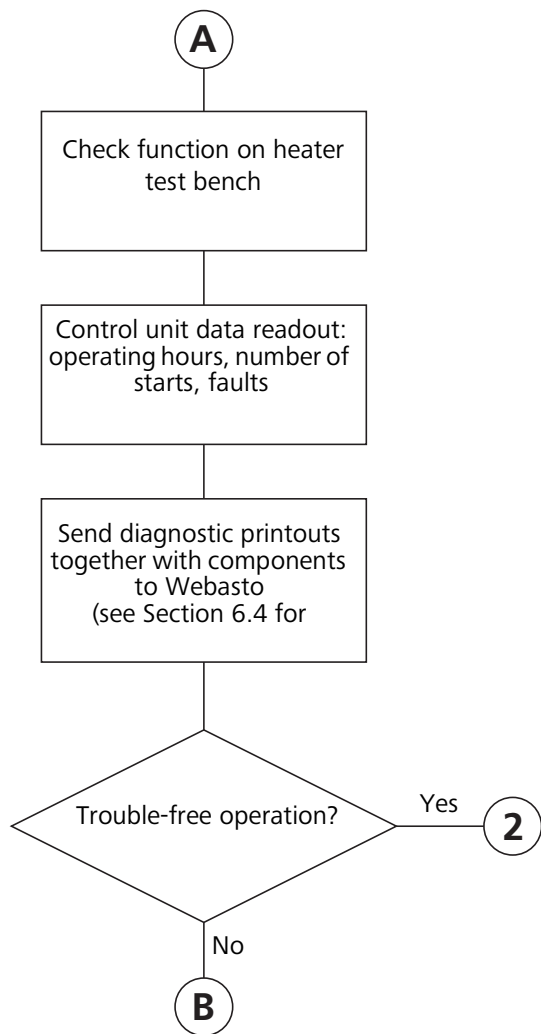 A
Check function on heater
test bench
Control unit data readout:
operating hours, number of
starts, faults
Send diagnostic printouts
together with components
to Webasto
(see Section 6.4 for
Trouble-free operation?
Yes
2
No
B